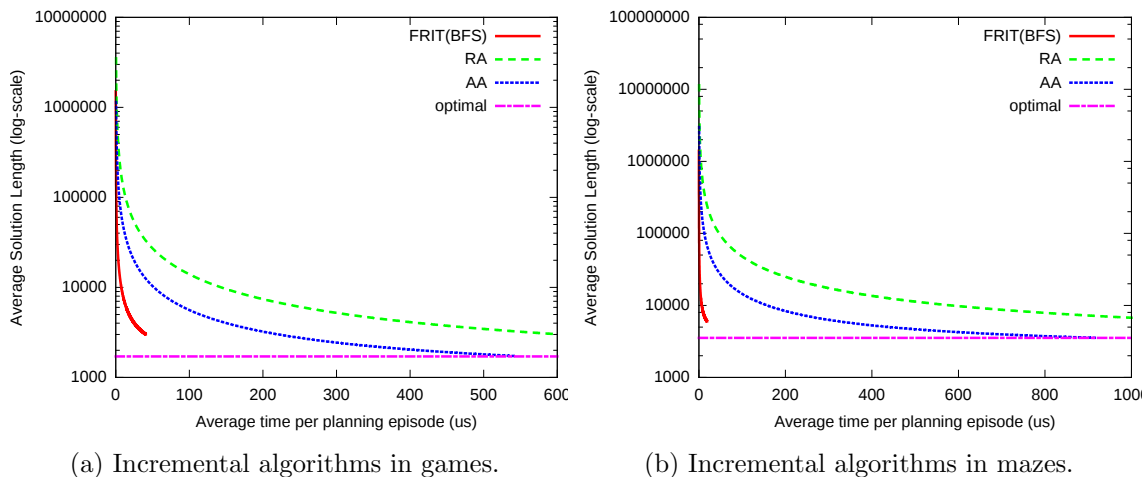 Average Solution Length (log-scale)
100000000
1000000
100000
10000
1000
0 100 200 300 400 500 600
Average time per planning episode (us)
FRIT(BFS)
RA
AA
optimal
(a) Incremental algorithms in games.
Average Solution Length (log-scale)
100000000
10000000
1000000
100000
10000
1000
0 200 400 600 800 1000
Average time per planning episode (us)
FRIT(BFS)
RA
AA
optimal
(b) Incremental algorithms in mazes.